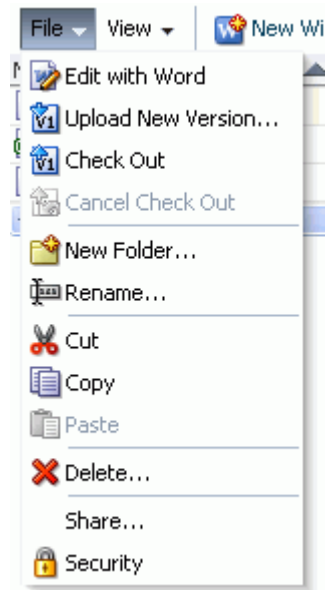 File View New Wi
Edit with Word
Upload New Version...
Check Out
Cancel Check Out
New Folder...
Rename...
Cut
Copy
Paste
Delete...
Share...
Security